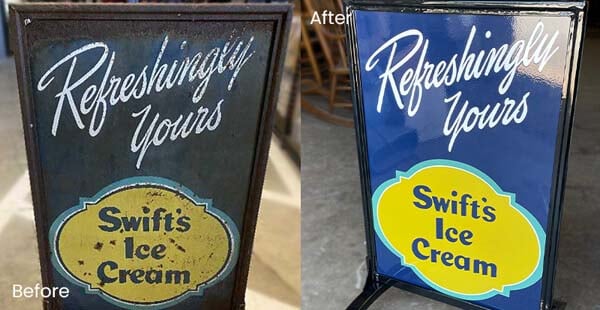 Refreshingly
Yours
Swift's
Ice
Cream
Before
After
Refreshingly
Yours
Swift's
Ice
Cream